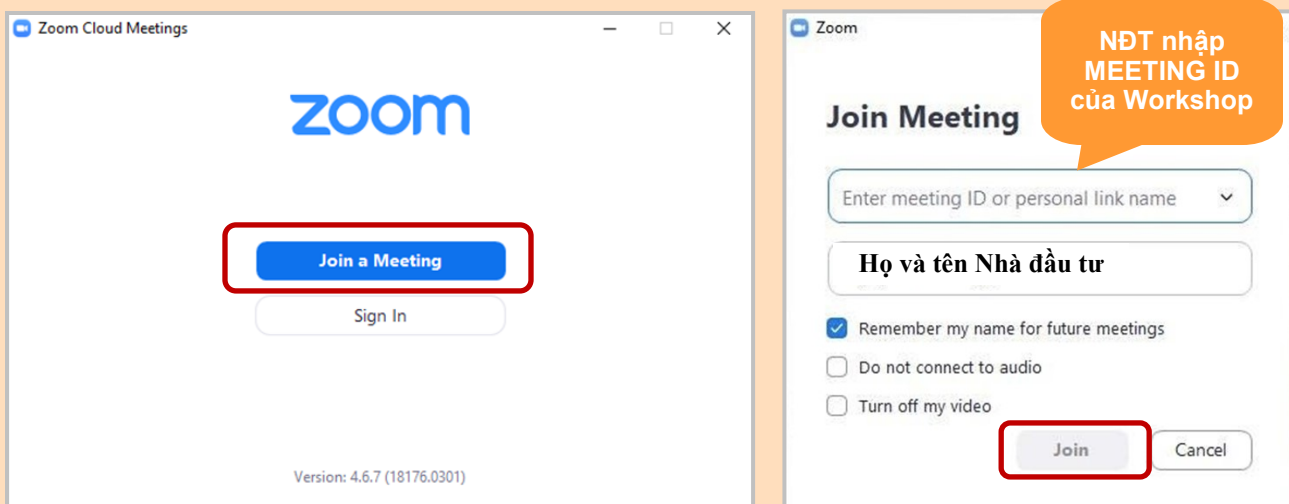 Zoom Cloud Meetings
zoom
Join a Meeting
Sign In
Version: 4.6.7 (18176.0301)
Zoom
NĐT nhập
MEETING ID
của Workshop
Join Meeting
Enter meeting ID or personal link name
Họ và tên Nhà đầu tư
Remember my name for future meetings
Do not connect to audio
Turn off my video
Join
Cancel